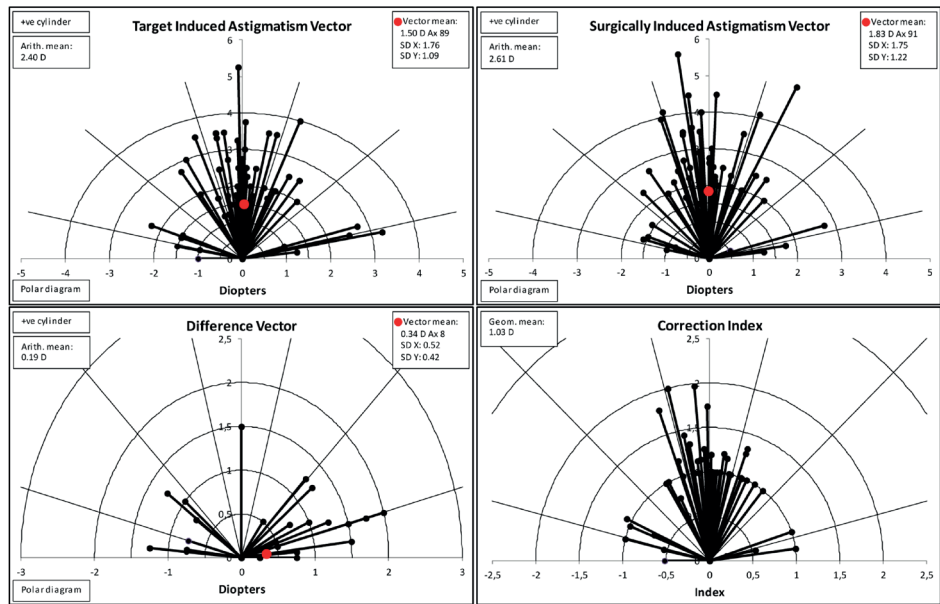 +ve cylinder
Arith. mean:
2.40 D
Target Induced Astigmatism Vector
Vector mean:
1.50 D Ax 89
SD X: 1.76
SD Y: 1.09
6
5
4
3
2
1
0
-5 -4 -3 -2 -1 0 1 2 3 4 5
Polar diagram
Diopters
+ve cylinder
Arith. mean:
2.61 D
Surgically Induced Astigmatism Vector
Vector mean:
1.83 D Ax 91
SD X: 1.75
SD Y: 1.22
6
5
4
3
0
-5 -4 -3 -2 -1 0 1 2 3 4 5
Polar diagram
Diopters
+ve cylinder
Arith. mean:
0.19 D
Difference Vector
Vector mean:
0.34 D Ax 8
SD X: 0.52
SD Y: 0.42
2,5
2
1,5
1
0,5
0
-3 -2 -1 0 1 2 3
Polar diagram
Diopters
Geom. mean:
1.03 D
Correction Index
2,5
2
1,5
0
-2,5 -2 -1,5 -1 -0,5 0 0,5 1 1,5 2 2,5
Index